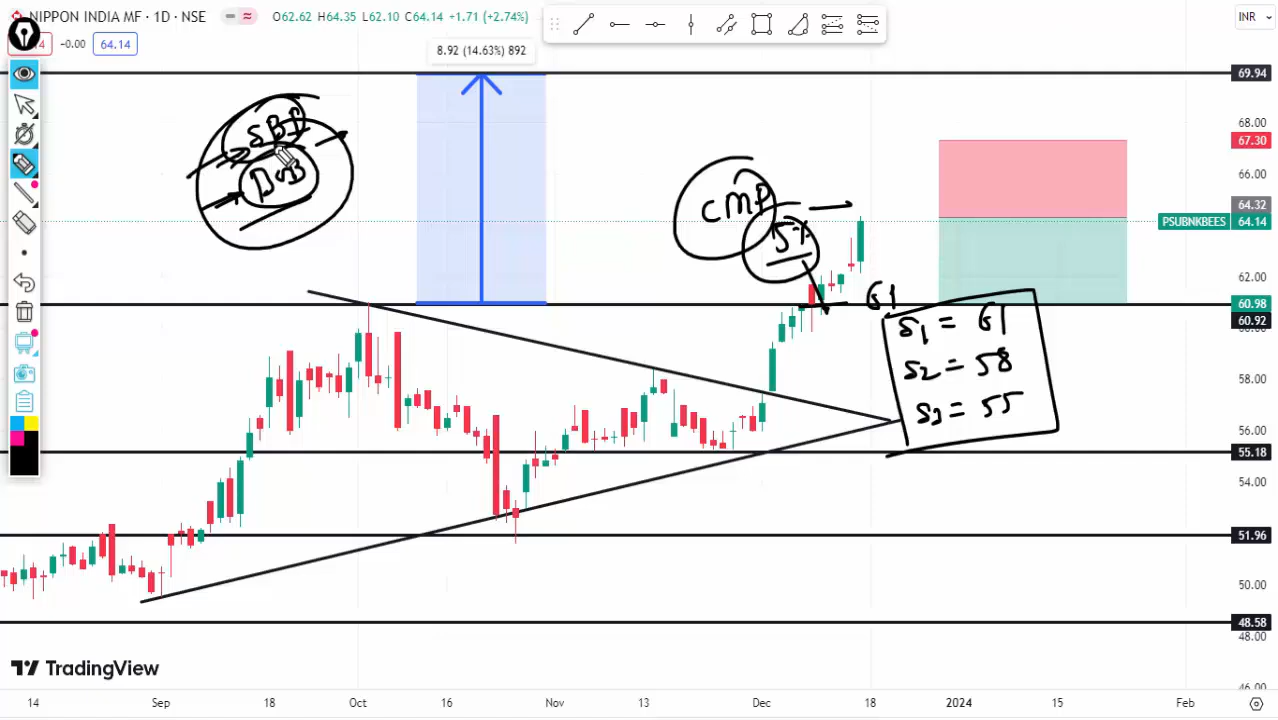 NIPPON INDIA MF · 1D · NSE
O62.62 H64.35 L62.10 C64.14 +1.71 (+2.74%)
-0.00
64.14
8.92 (14.63%) 892
INR
SBI
BOB
CMP
5%
61
S1 = 61
S2 = 58
S3 = 55
69.94
68.00
67.30
66.00
64.32
PSUBNKBEES 64.14
62.00
60.98
60.92
58.00
56.00
55.18
54.00
51.96
50.00
48.58
48.00
46.00
TradingView
14 Sep 18 Oct 16 Nov 13 Dec 18 2024 15 Feb